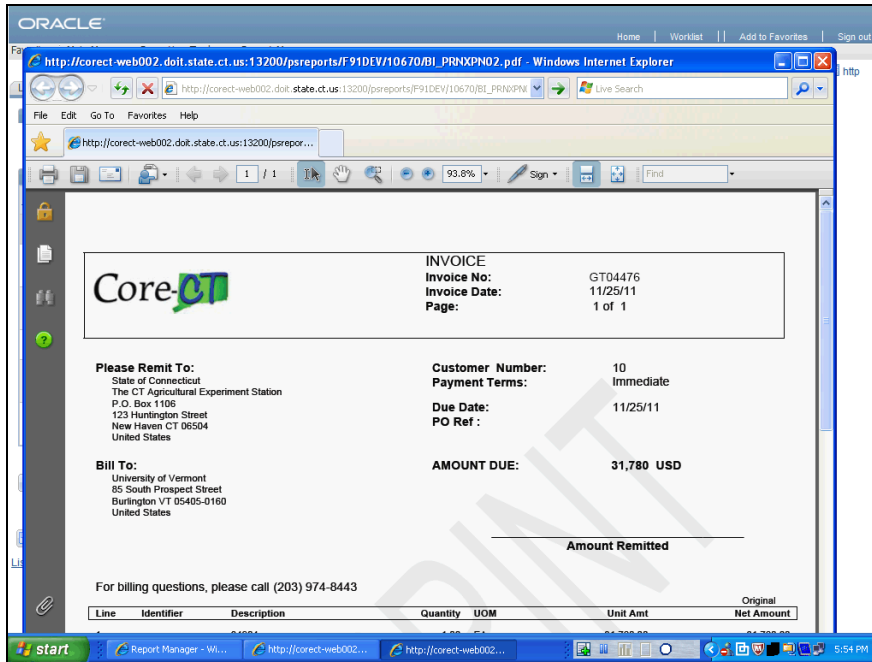 ORACLE
Home | Worklist || Add to Favorites | Sign out
http://corect-web002.doit.state.ct.us:13200/psreports/F91DEV/10670/BI_PRNXPN02.pdf - Windows Internet Explorer
http
http://corect-web002.doit.state.ct.us:13200/psreports/F91DEV/10670/BI_PRNXPN
Live Search
File Edit Go To Favorites Help
http://corect-web002.doit.state.ct.us:13200/psrepor...
1 / 1 93.8% Sign Find
Core-CT
INVOICE
Invoice No: GT04476
Invoice Date: 11/25/11
Page: 1 of 1
Please Remit To:
State of Connecticut
The CT Agricultural Experiment Station
P.O. Box 1106
123 Huntington Street
New Haven CT 06504
United States
Customer Number: 10
Payment Terms: Immediate
Due Date: 11/25/11
PO Ref :
Bill To:
University of Vermont
85 South Prospect Street
Burlington VT 05405-0160
United States
AMOUNT DUE: 31,780 USD
Amount Remitted
For billing questions, please call (203) 974-8443
Original
Line Identifier Description Quantity UOM Unit Amt Net Amount
start Report Manager - Wi... http://corect-web002... http://corect-web002... 5:54 PM